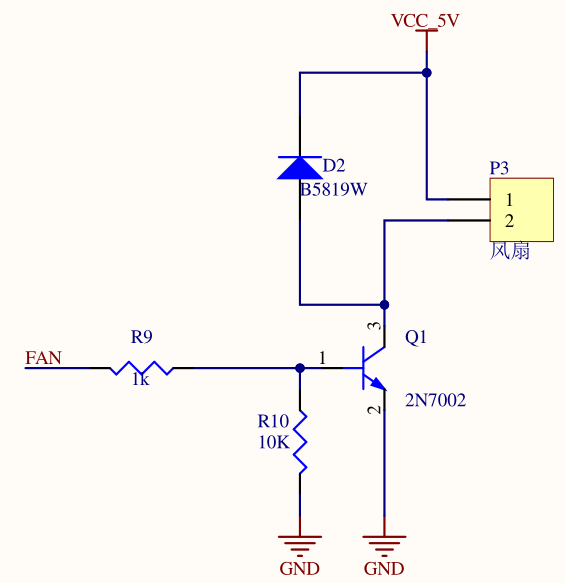 VCC_5V
D2
B5819W
P3
1
2
风扇
3
Q1
R9
FAN
1k
1
2N7002
2
R10
10K
GND
GND